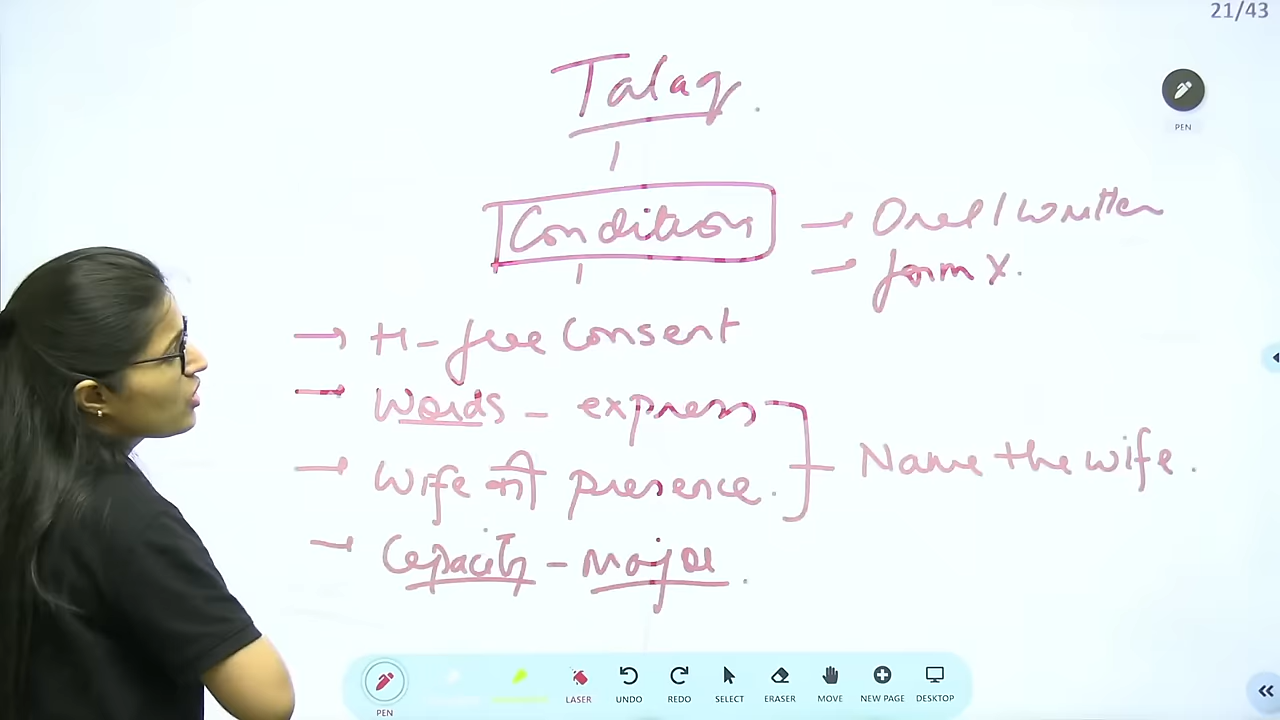 21/43
Talaq.
PEN
Condition → Oral/written
→ form X.
→ H - free consent
→ Words - express
→ Wife की presence.
Name the wife.
→ Capacity - Major.
PEN
LASER
UNDO
REDO
SELECT
ERASER
MOVE
NEW PAGE
DESKTOP